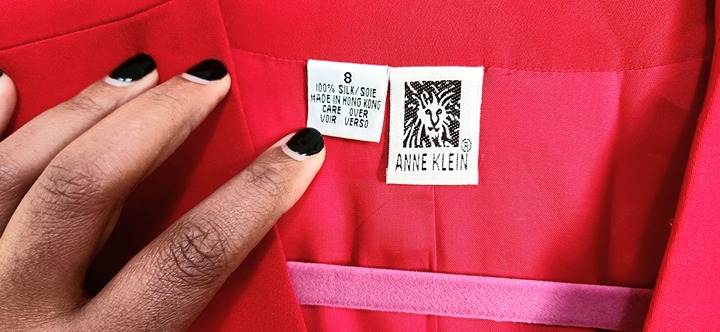 8
100% SILK/SOIE
MADE IN HONG KONG
CARE OVER
VOIR VERSO
®
ANNE KLEIN